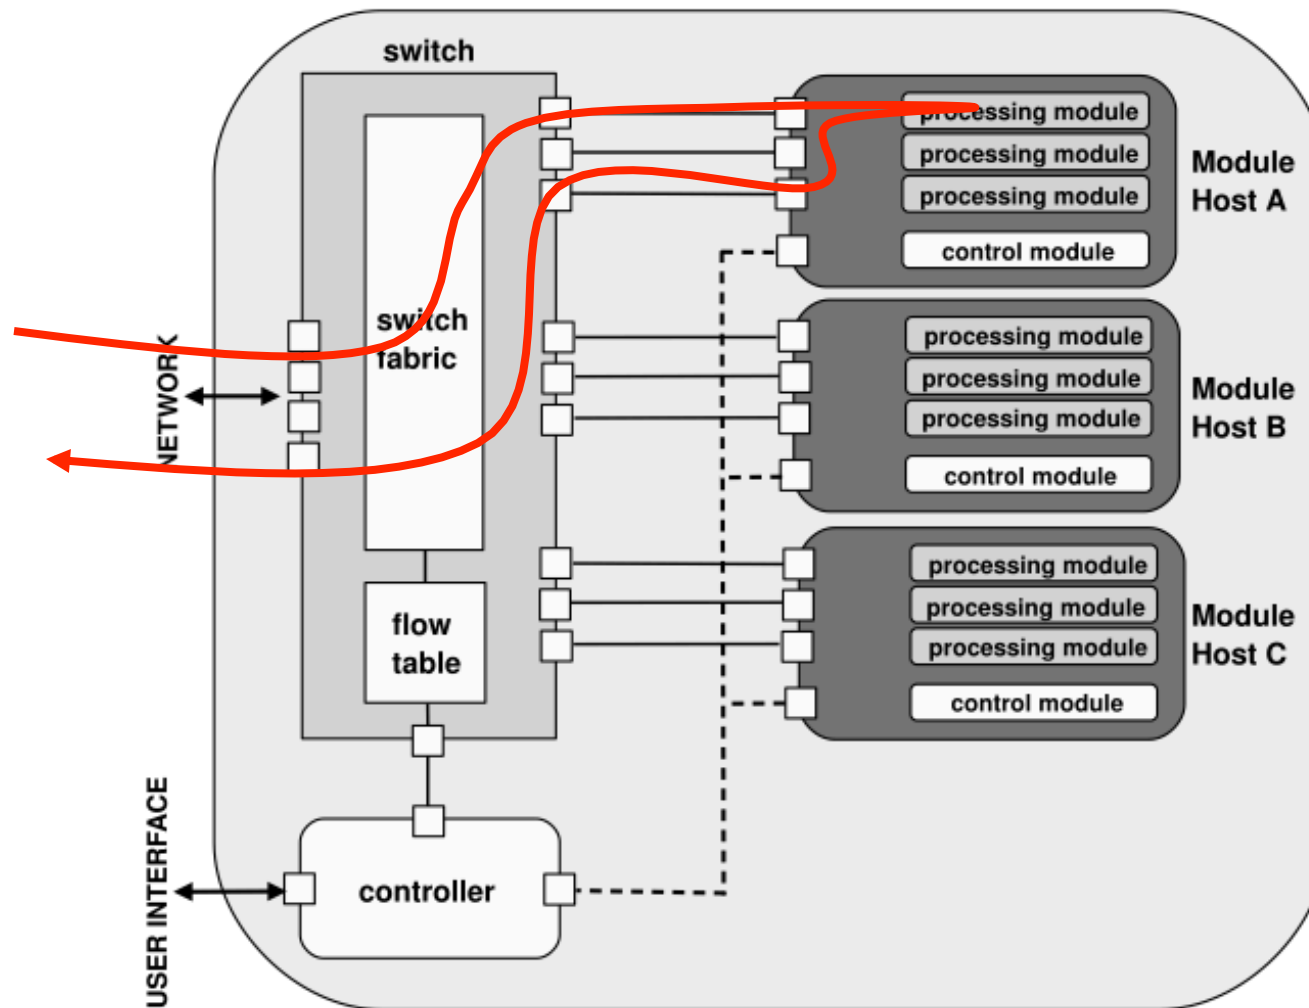 switch
processing module
processing module
processing module
control module
Module
Host A
switch
fabric
NETWORK
processing module
processing module
processing module
control module
Module
Host B
flow
table
processing module
processing module
processing module
control module
Module
Host C
controller
USER INTERFACE